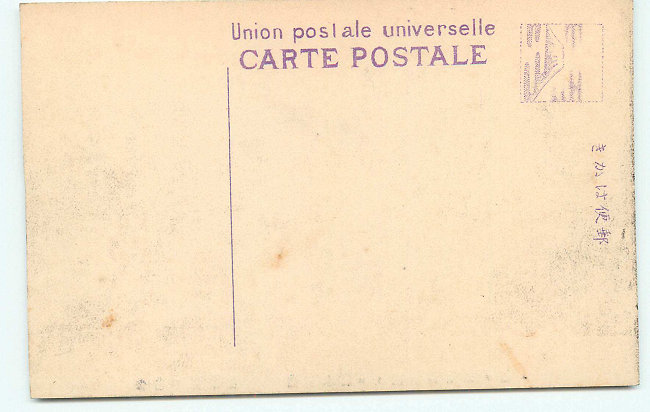 Union postale universelle
CARTE POSTALE
郵便はかき